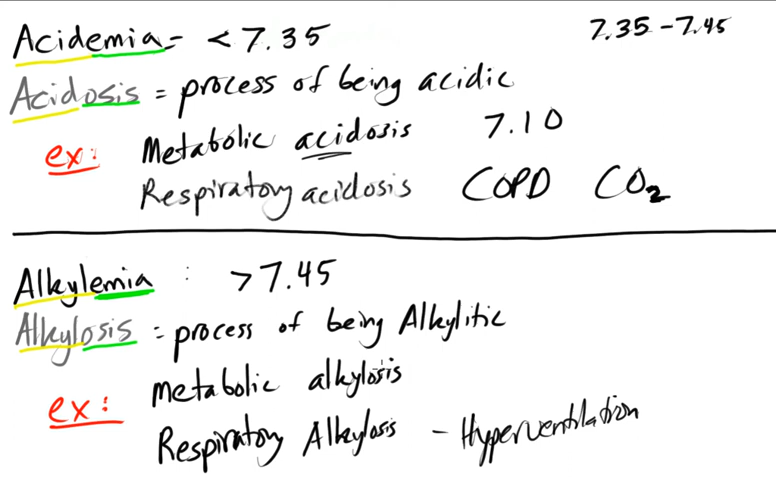 Acidemia = < 7.35 7.35 - 7.45
Acidosis = process of being acidic
ex: Metabolic acidosis 7.10
Respiratory acidosis COPD CO₂
Alkylemia : > 7.45
Alkylosis = process of being Alkylitic
ex: Metabolic alkylosis
Respiratory Alkylosis - Hyperventilation